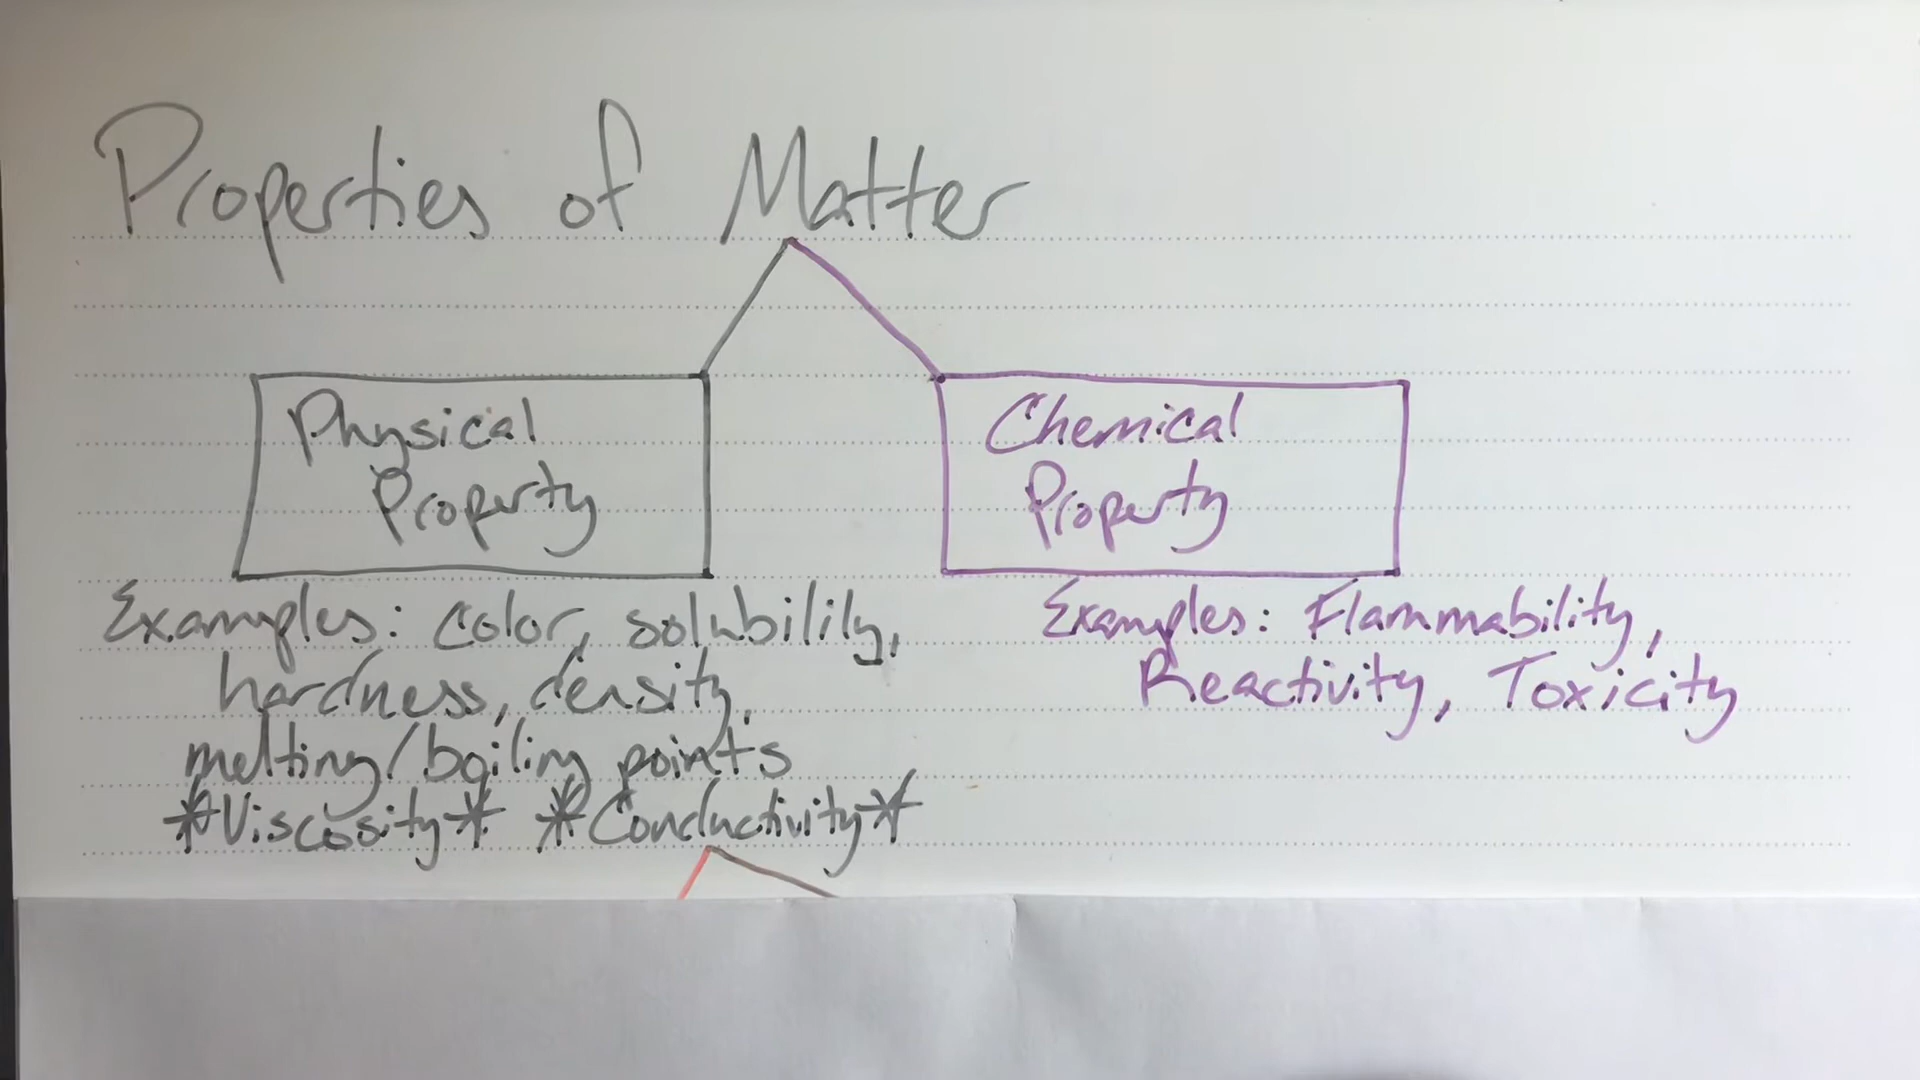 Properties of Matter
Physical
Property
Chemical
Property
Examples: color, solubility,
hardness, density,
melting/boiling points
*Viscosity* *Conductivity*
Examples: Flammability,
Reactivity, Toxicity